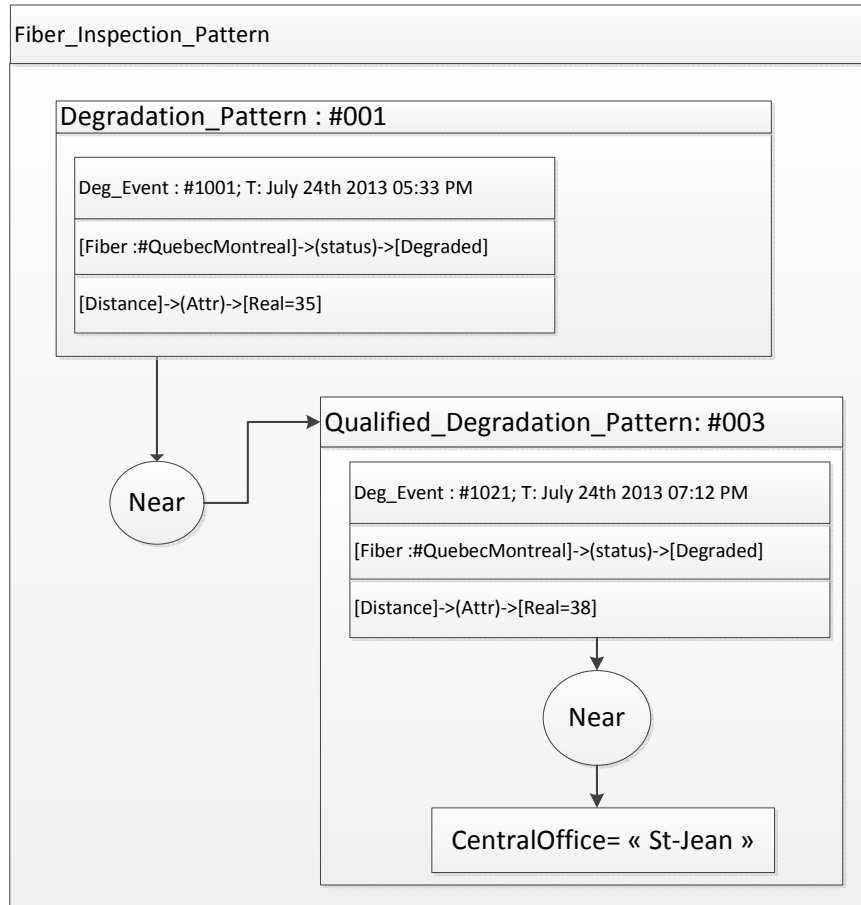 Fiber_Inspection_Pattern
Degradation_Pattern : #001
Deg_Event : #1001; T: July 24th 2013 05:33 PM
[Fiber :#QuebecMontreal]->(status)->[Degraded]
[Distance]->(Attr)->[Real=35]
Near
Qualified_Degradation_Pattern: #003
Deg_Event : #1021; T: July 24th 2013 07:12 PM
[Fiber :#QuebecMontreal]->(status)->[Degraded]
[Distance]->(Attr)->[Real=38]
Near
CentralOffice= « St-Jean »